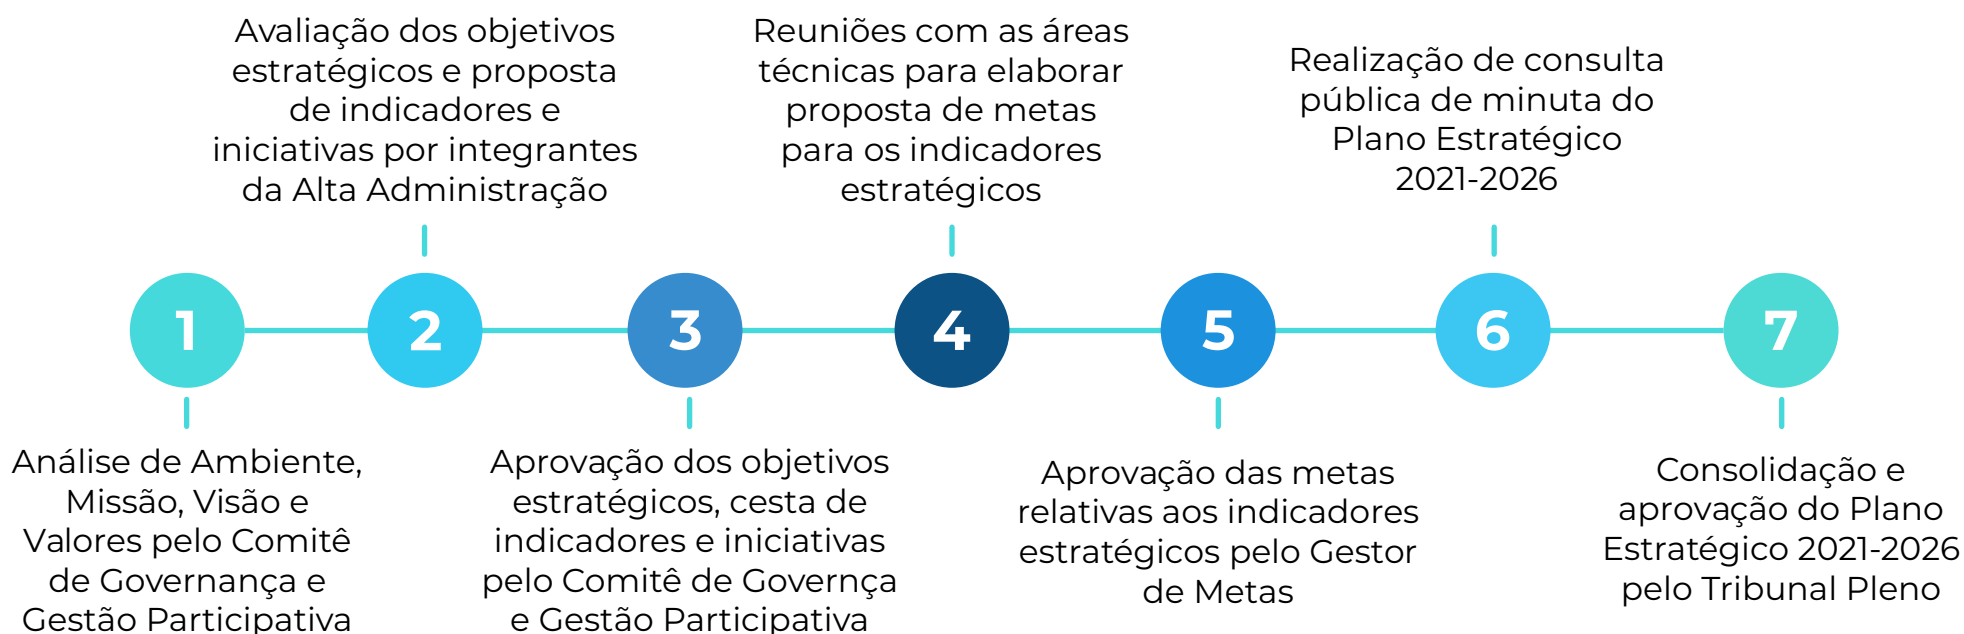 Avaliação dos objetivos
estratégicos e proposta
de indicadores e
iniciativas por integrantes
da Alta Administração
Reuniões com as áreas
técnicas para elaborar
proposta de metas
para os indicadores
estratégicos
Realização de consulta
pública de minuta do
Plano Estratégico
2021-2026
1
2
3
4
5
6
7
Análise de Ambiente,
Missão, Visão e
Valores pelo Comitê
de Governança e
Gestão Participativa
Aprovação dos objetivos
estratégicos, cesta de
indicadores e iniciativas
pelo Comitê de Governça
e Gestão Participativa
Aprovação das metas
relativas aos indicadores
estratégicos pelo Gestor
de Metas
Consolidação e
aprovação do Plano
Estratégico 2021-2026
pelo Tribunal Pleno